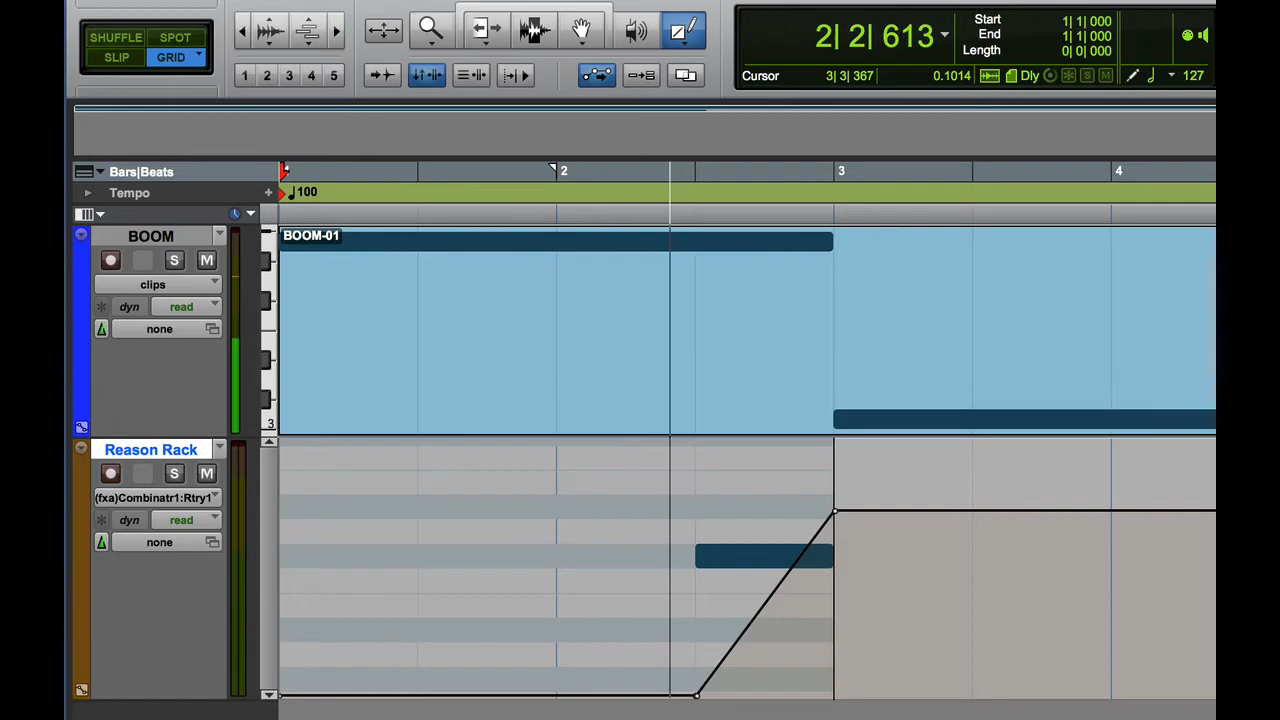 SHUFFLE SPOT
SLIP GRID
1 2 3 4 5
2| 2| 613
Start 1| 1| 000
End 1| 1| 000
Length 0| 0| 000
Cursor 3| 3| 367 0.1014 Dly S M 127
Bars|Beats 2 3 4
Tempo + 100
BOOM
BOOM-01
S M
clips
dyn read
none
3
Reason Rack
S M
(fxa)Combinatr1:Rtry1
dyn read
none